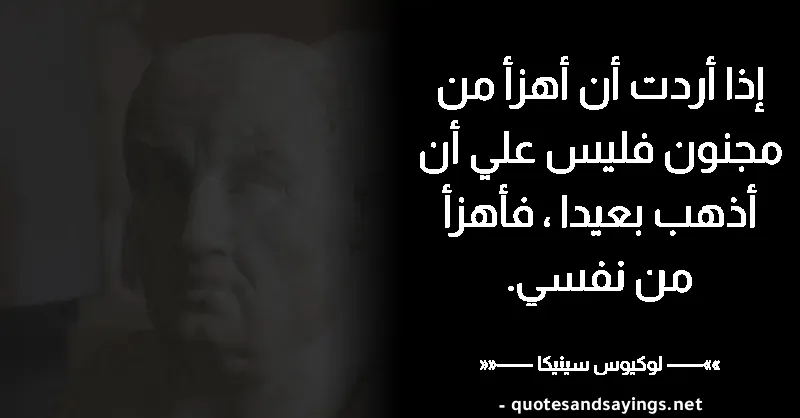 إذا أردت أن أهزأ من
مجنون فليس علي أن
أذهب بعيدا ، فأهزأ
من نفسي.
»»—— لوكيوس سينيكا ——««
- quotesandsayings.net